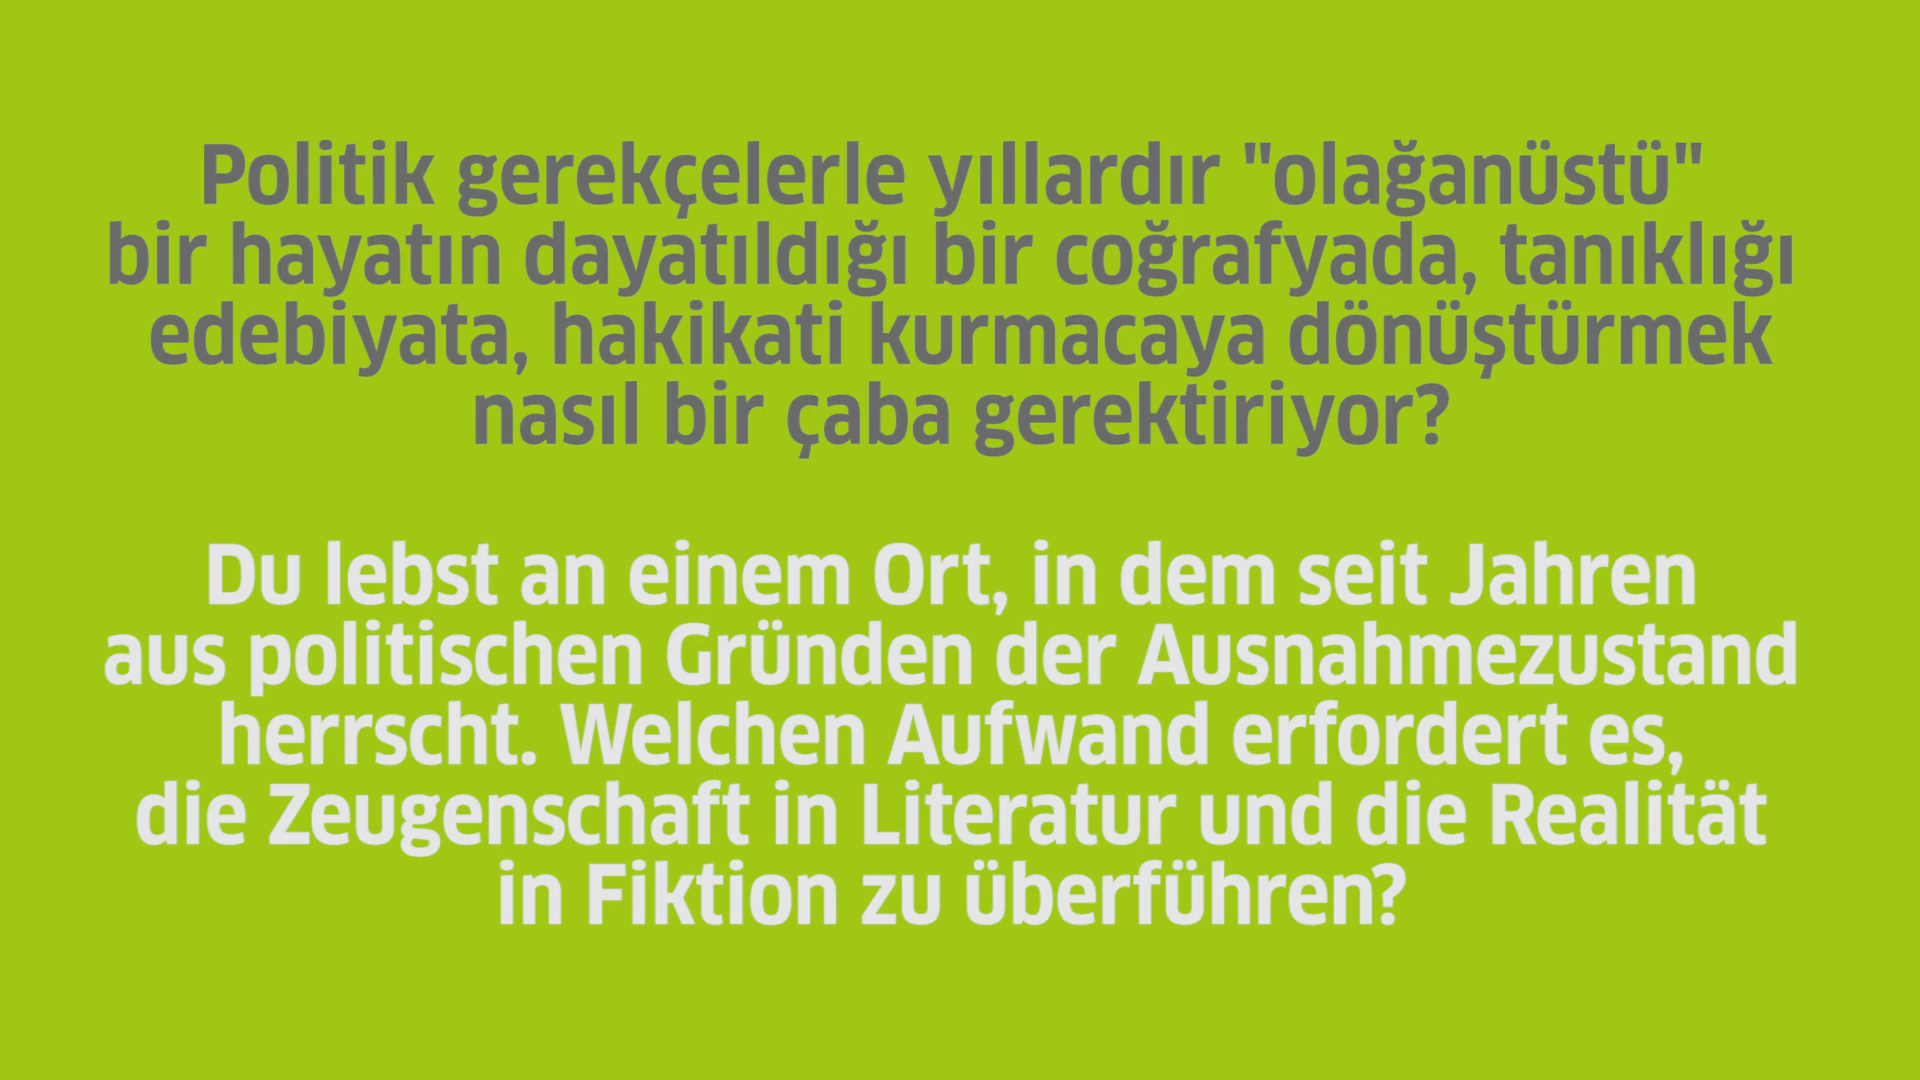 Politik gerekçelerle yıllardır "olağanüstü"
bir hayatın dayatıldığı bir coğrafyada, tanıklığı
edebiyata, hakikati kurmacaya dönüştürmek
nasıl bir çaba gerektiriyor?
Du lebst an einem Ort, in dem seit Jahren
aus politischen Gründen der Ausnahmezustand
herrscht. Welchen Aufwand erfordert es,
die Zeugenschaft in Literatur und die Realität
in Fiktion zu überführen?